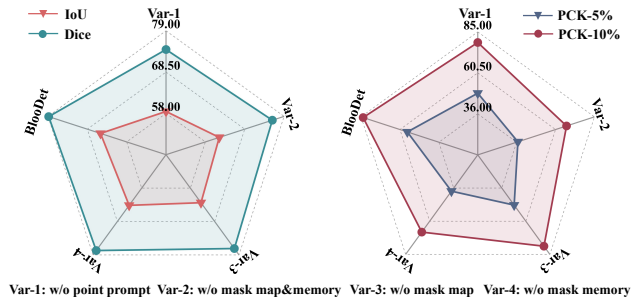 IoU
Dice
Var-1
79.00
68.50
58.00
Var-2
Var-3
Var-4
BlooDet
PCK-5%
PCK-10%
Var-1
85.00
60.50
36.00
Var-2
Var-3
Var-4
BlooDet
Var-1: w/o point prompt Var-2: w/o mask map&memory Var-3: w/o mask map Var-4: w/o mask memory